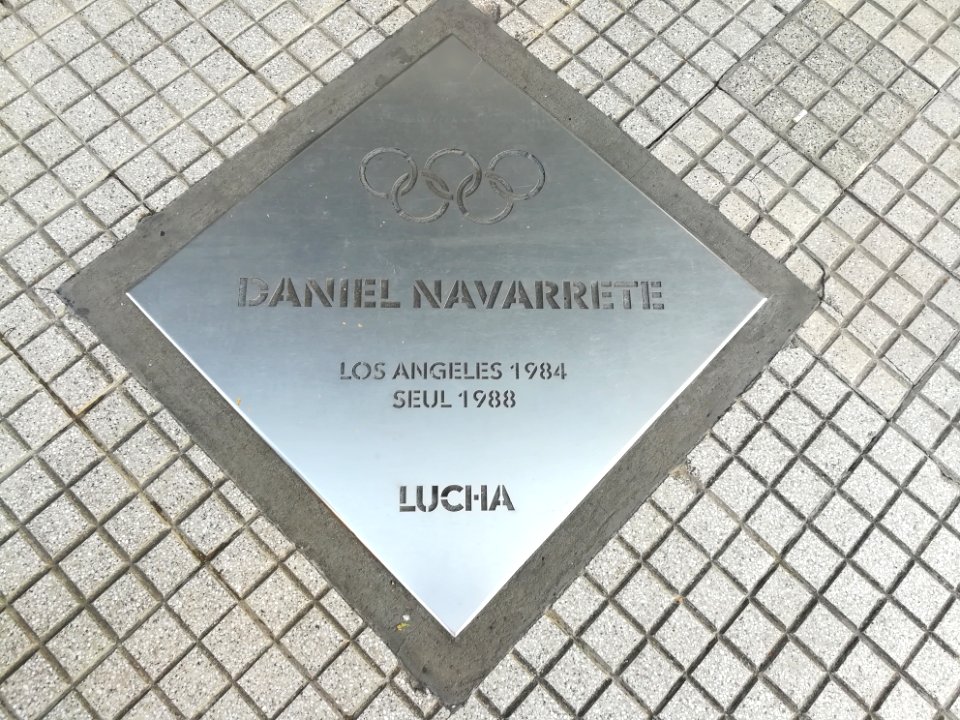 DANIEL NAVARRETE
LOS ANGELES 1984
SEUL 1988
LUCHA